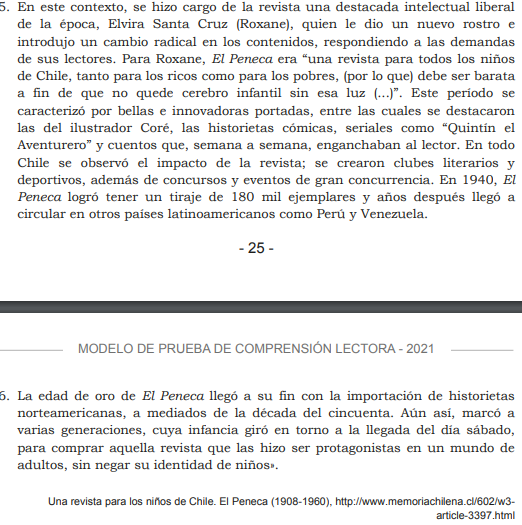 5. En este contexto, se hizo cargo de la revista una destacada intelectual liberal
de la época, Elvira Santa Cruz (Roxane), quien le dio un nuevo rostro e
introdujo un cambio radical en los contenidos, respondiendo a las demandas
de sus lectores. Para Roxane, El Peneca era “una revista para todos los niños
de Chile, tanto para los ricos como para los pobres, (por lo que) debe ser barata
a fin de que no quede cerebro infantil sin esa luz (...)”. Este período se
caracterizó por bellas e innovadoras portadas, entre las cuales se destacaron
las del ilustrador Coré, las historietas cómicas, seriales como “Quintín el
Aventurero” y cuentos que, semana a semana, enganchaban al lector. En todo
Chile se observó el impacto de la revista; se crearon clubes literarios y
deportivos, además de concursos y eventos de gran concurrencia. En 1940, El
Peneca logró tener un tiraje de 180 mil ejemplares y años después llegó a
circular en otros países latinoamericanos como Perú y Venezuela.
- 25 -
MODELO DE PRUEBA DE COMPRENSIÓN LECTORA - 2021
6. La edad de oro de El Peneca llegó a su fin con la importación de historietas
norteamericanas, a mediados de la década del cincuenta. Aún así, marcó a
varias generaciones, cuya infancia giró en torno a la llegada del día sábado,
para comprar aquella revista que las hizo ser protagonistas en un mundo de
adultos, sin negar su identidad de niños».
Una revista para los niños de Chile. El Peneca (1908-1960), http://www.memoriachilena.cl/602/w3-
article-3397.html